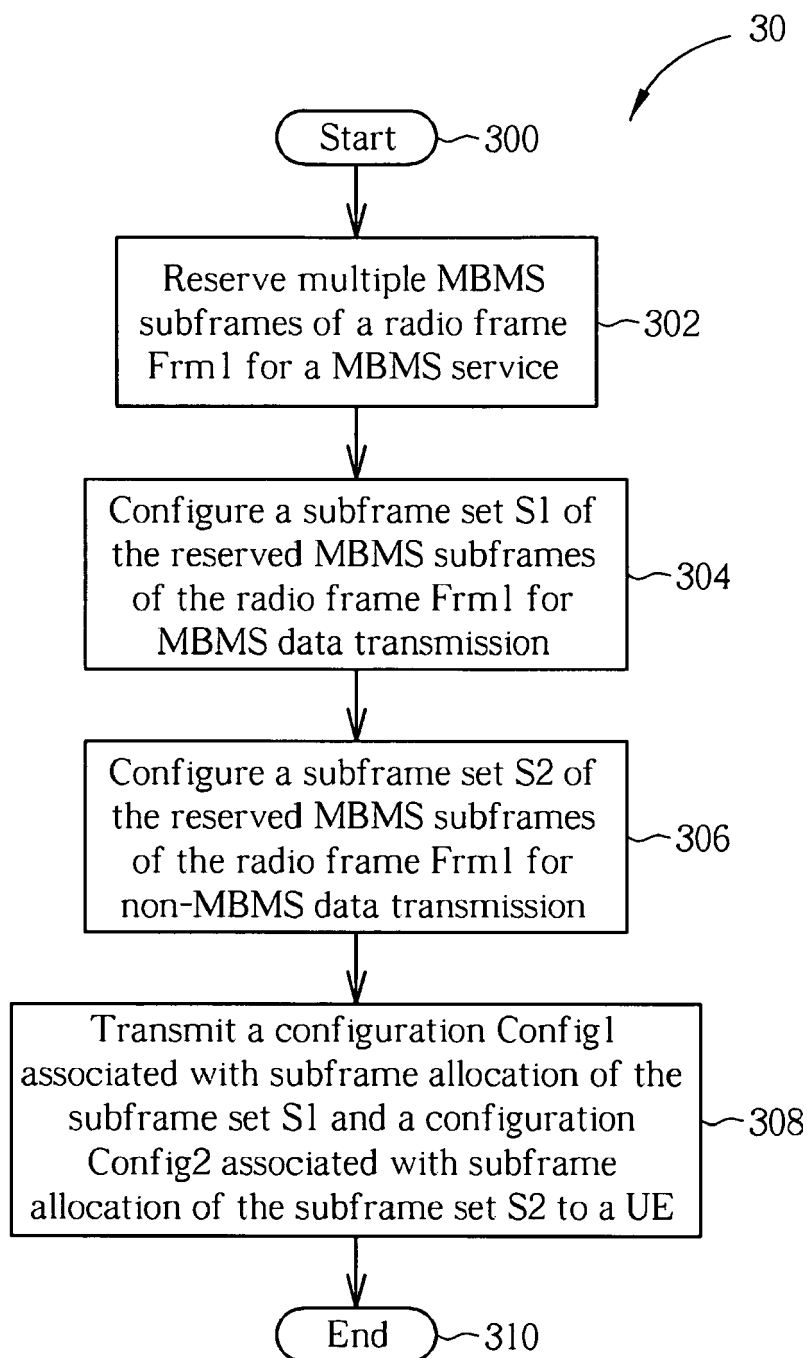 30
Start
300
Reserve multiple MBMS
subframes of a radio frame
Frm1 for a MBMS service
302
Configure a subframe set S1 of
the reserved MBMS subframes
of the radio frame Frm1 for
MBMS data transmission
304
Configure a subframe set S2 of
the reserved MBMS subframes
of the radio frame Frm1 for
non-MBMS data transmission
306
Transmit a configuration Config1
associated with subframe allocation of the
subframe set S1 and a configuration
Config2 associated with subframe
allocation of the subframe set S2 to a UE
308
End
310